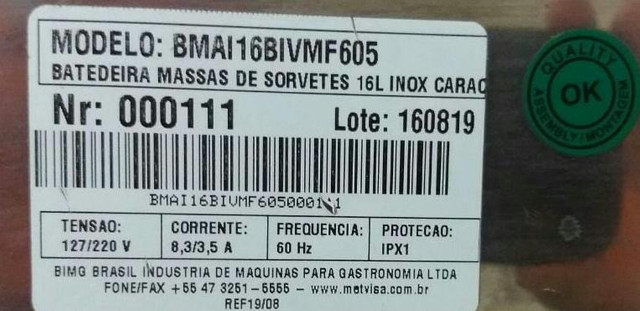 MODELO: BMAI16BIVMF605
BATEDEIRA MASSAS DE SORVETES 16L INOX CARAC
Nr: 000111 Lote: 160819
BMAI16BIVMF605000111
TENSAO: CORRENTE: FREQUENCIA: PROTECAO:
127/220 V 8,3/3,5 A 60 Hz IPX1
BIMG BRASIL INDUSTRIA DE MAQUINAS PARA GASTRONOMIA LTDA
FONE/FAX +55 47 3251-5555 - www.metvisa.com.br
REF19/08
QUALITY
OK
ASSEMBLY/MONTAGEM